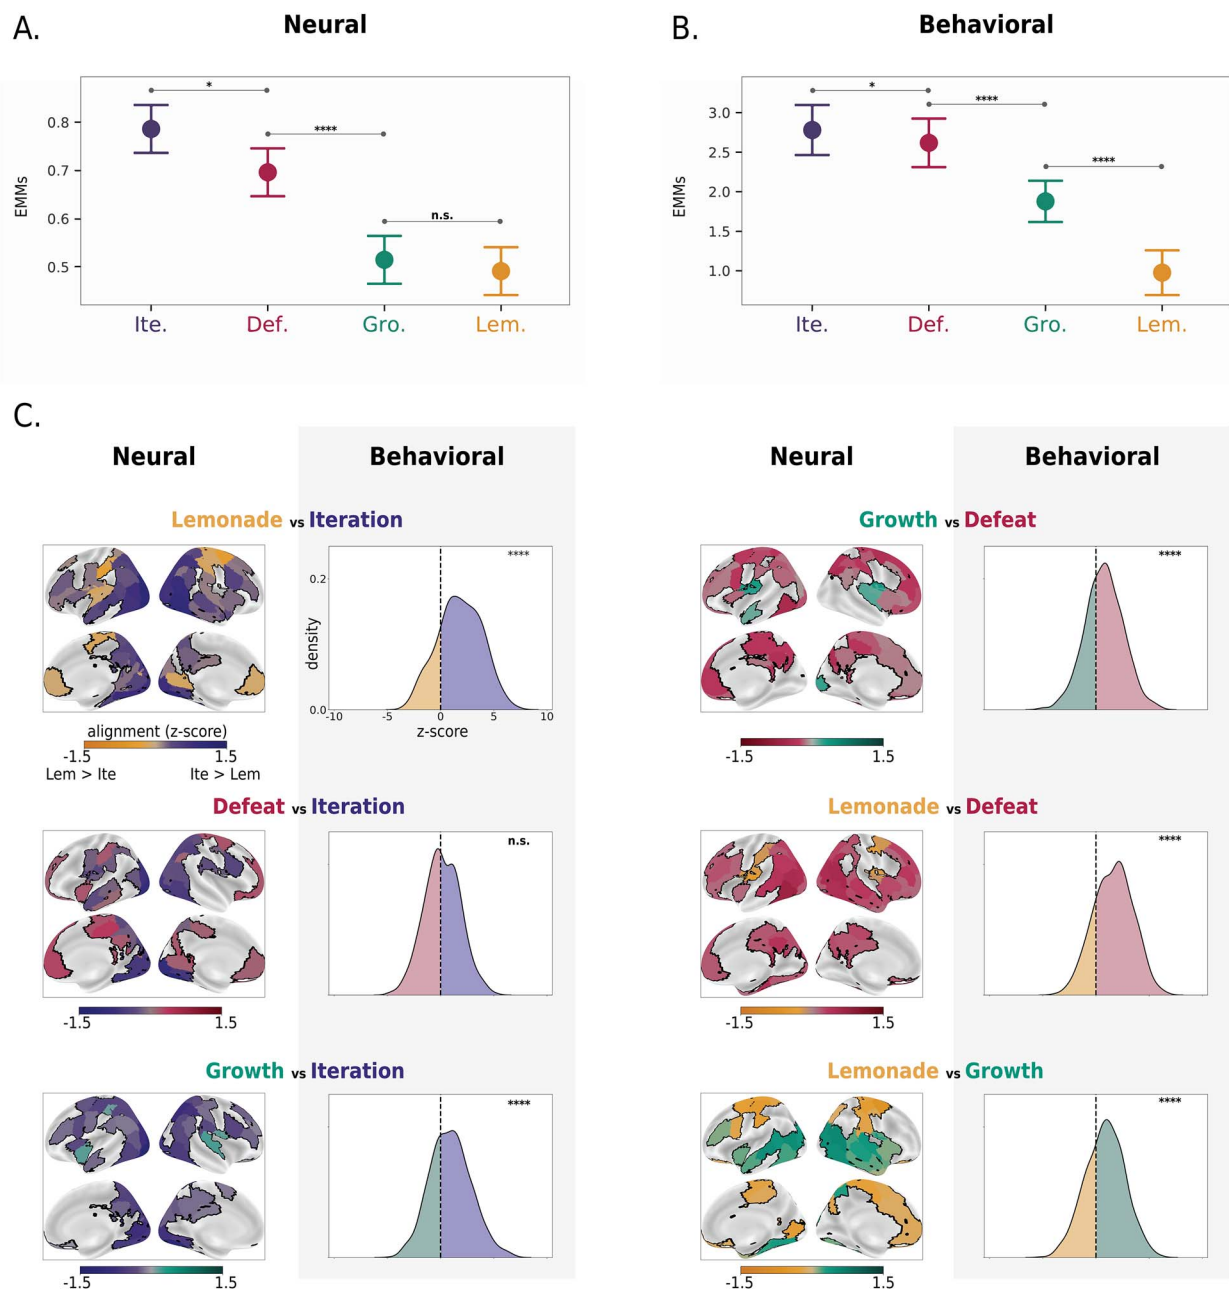 A.
Neural
B.
Behavioral
EMMs
0.8
0.7
0.6
0.5
*
****
n.s.
Ite.
Def.
Gro.
Lem.
EMMs
3.0
2.5
2.0
1.5
1.0
*
****
****
Ite.
Def.
Gro.
Lem.
C.
Neural
Behavioral
Neural
Behavioral
Lemonade vs Iteration
alignment (z-score)
-1.5
1.5
Lem > Ite
Ite > Lem
****
density
0.2
0.0
-10
-5
0
5
10
z-score
Growth vs Defeat
-1.5
1.5
****
Defeat vs Iteration
-1.5
1.5
n.s.
Lemonade vs Defeat
-1.5
1.5
****
Growth vs Iteration
-1.5
1.5
****
Lemonade vs Growth
-1.5
1.5
****